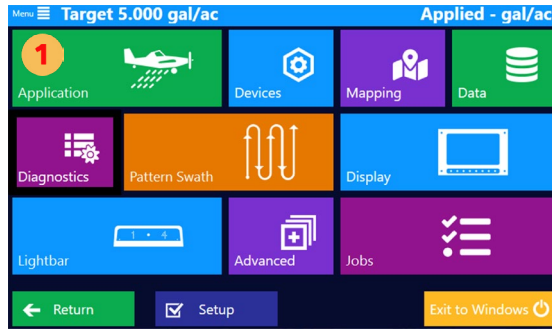 Menu Target 5.000 gal/ac Applied - gal/ac
1
Application Devices Mapping Data
Diagnostics Pattern Swath Display
1 • 4
Lightbar Advanced Jobs
Return Setup Exit to Windows